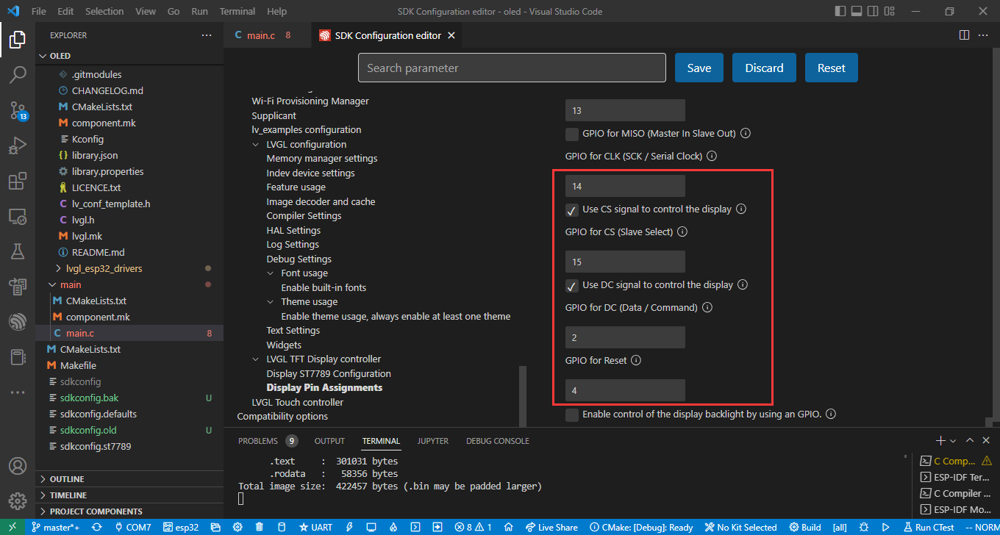 File Edit Selection View Go Run Terminal Help
SDK Configuration editor - oled - Visual Studio Code
EXPLORER
OLED
.gitmodules
CHANGELOG.md
CMakeLists.txt
component.mk
Kconfig
library.json
library.properties
LICENCE.txt
lv_conf_template.h
lvgl.h
lvgl.mk
README.md
lvgl_esp32_drivers
main
CMakeLists.txt
component.mk
main.c 8
CMakeLists.txt
Makefile
sdkconfig
sdkconfig.bak U
sdkconfig.defaults
sdkconfig.old U
sdkconfig.st7789
OUTLINE
TIMELINE
PROJECT COMPONENTS
13
main.c 8
SDK Configuration editor
Search parameter
Save
Discard
Reset
Wi-Fi Provisioning Manager
Supplicant
lv_examples configuration
LVGL configuration
Memory manager settings
Indev device settings
Feature usage
Image decoder and cache
Compiler Settings
HAL Settings
Log Settings
Debug Settings
Font usage
Enable built-in fonts
Theme usage
Enable theme usage, always enable at least one theme
Text Settings
Widgets
LVGL TFT Display controller
Display ST7789 Configuration
Display Pin Assignments
LVGL Touch controller
Compatibility options
13
GPIO for MISO (Master In Slave Out)
GPIO for CLK (SCK / Serial Clock)
14
Use CS signal to control the display
GPIO for CS (Slave Select)
15
Use DC signal to control the display
GPIO for DC (Data / Command)
2
GPIO for Reset
4
Enable control of the display backlight by using an GPIO.
PROBLEMS 9 OUTPUT TERMINAL JUPYTER DEBUG CONSOLE
.text : 301031 bytes
.rodata : 58356 bytes
Total image size: 422457 bytes (.bin may be padded larger)
C Comp...
ESP-IDF Ter...
C Compiler ...
ESP-IDF Mo...
master*+ COM7 esp32 UART 8 1 Live Share CMake: [Debug]: Ready No Kit Selected Build [all] Run CTest -- NORM